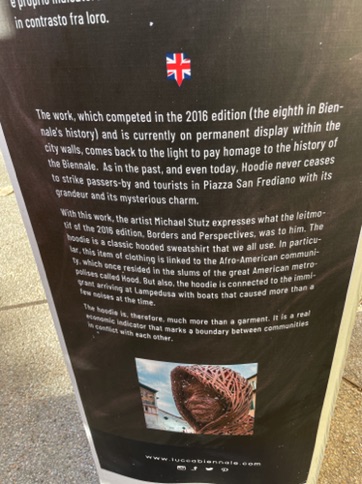 e proprio indicatore
in contrasto fra loro.
The work, which competed in the 2016 edition (the eighth in Bien-
nale's history) and is currently on permanent display within the
city walls, comes back to the light to pay homage to the history of
the Biennale. As in the past, and even today, Hoodie never ceases
to strike passers-by and tourists in Piazza San Frediano with its
grandeur and its mysterious charm.
With this work, the artist Michael Stutz expresses what the leitmo-
tif of the 2016 edition, Borders and Perspectives, was to him. The
hoodie is a classic hooded sweatshirt that we all use. In particu-
lar, this item of clothing is linked to the Afro-American communi-
ty, which once resided in the slums of the great American metro-
polises called Hood. But also, the hoodie is connected to the immi-
grant arriving at Lampedusa with boats that caused more than a
few noises at the time.
The hoodie is, therefore, much more than a garment. It is a real
economic indicator that marks a boundary between communities
in conflict with each other.
www.luccabiennale.com